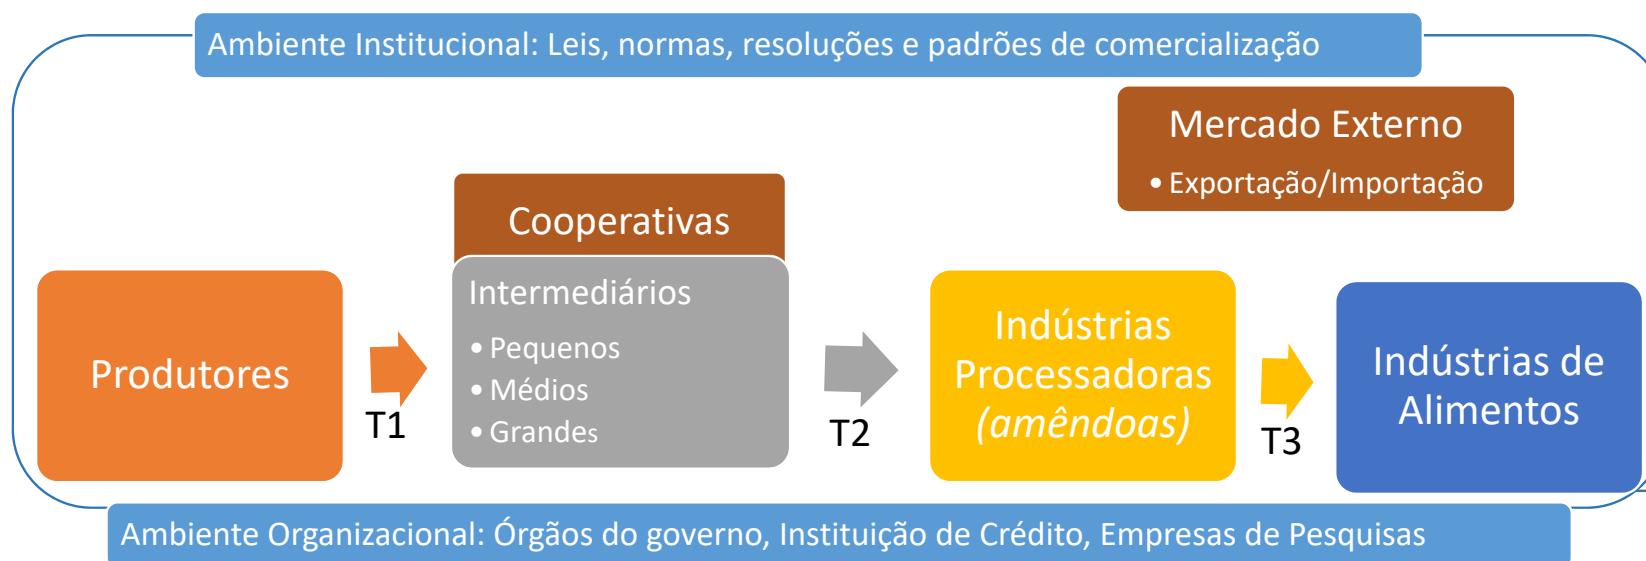 Ambiente Institucional: Leis, normas, resoluções e padrões de comercialização
Mercado Externo
• Exportação/Importação
Cooperativas
Intermediários
• Pequenos
• Médios
• Grandes
Produtores
T1
T2
Indústrias
Processadoras
(amêndoas)
T3
Indústrias de
Alimentos
Ambiente Organizacional: Órgãos do governo, Instituição de Crédito, Empresas de Pesquisas